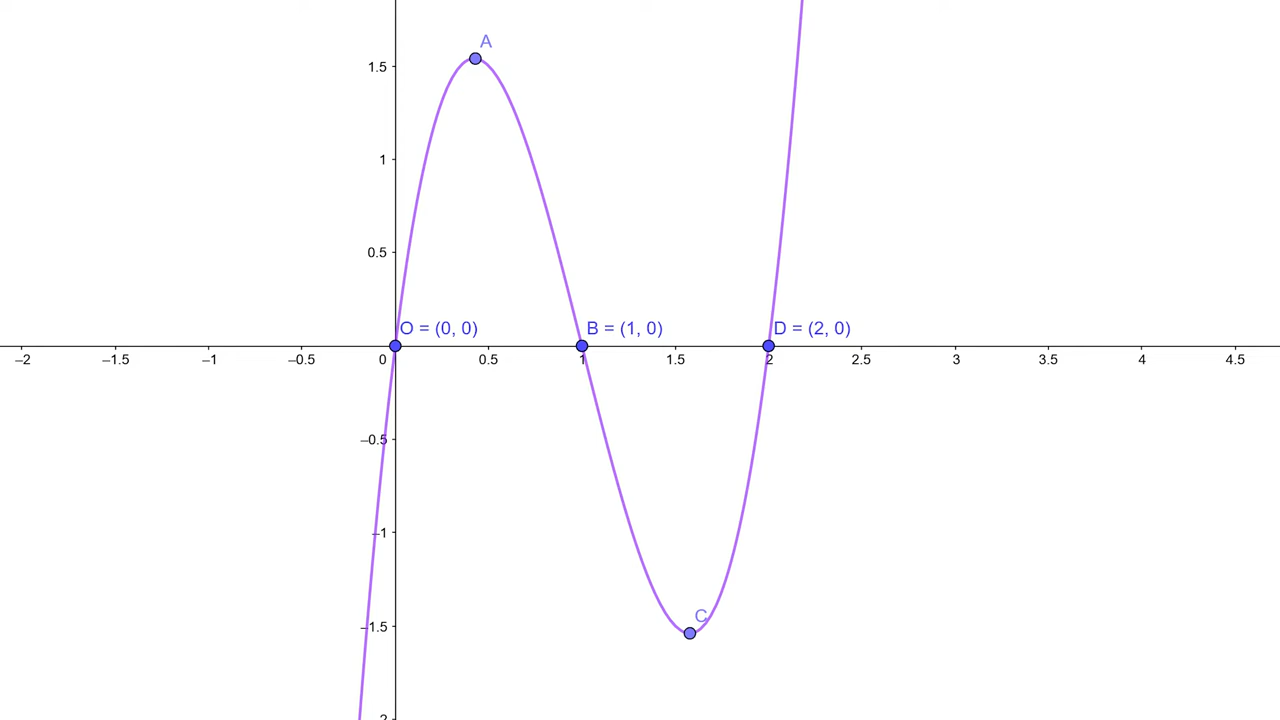 A
1.5
1
0.5
O = (0, 0) B = (1, 0) D = (2, 0)
–2 –1.5 –1 –0.5 0 0.5 1 1.5 2 2.5 3 3.5 4 4.5
–0.5
–1
C
–1.5
2